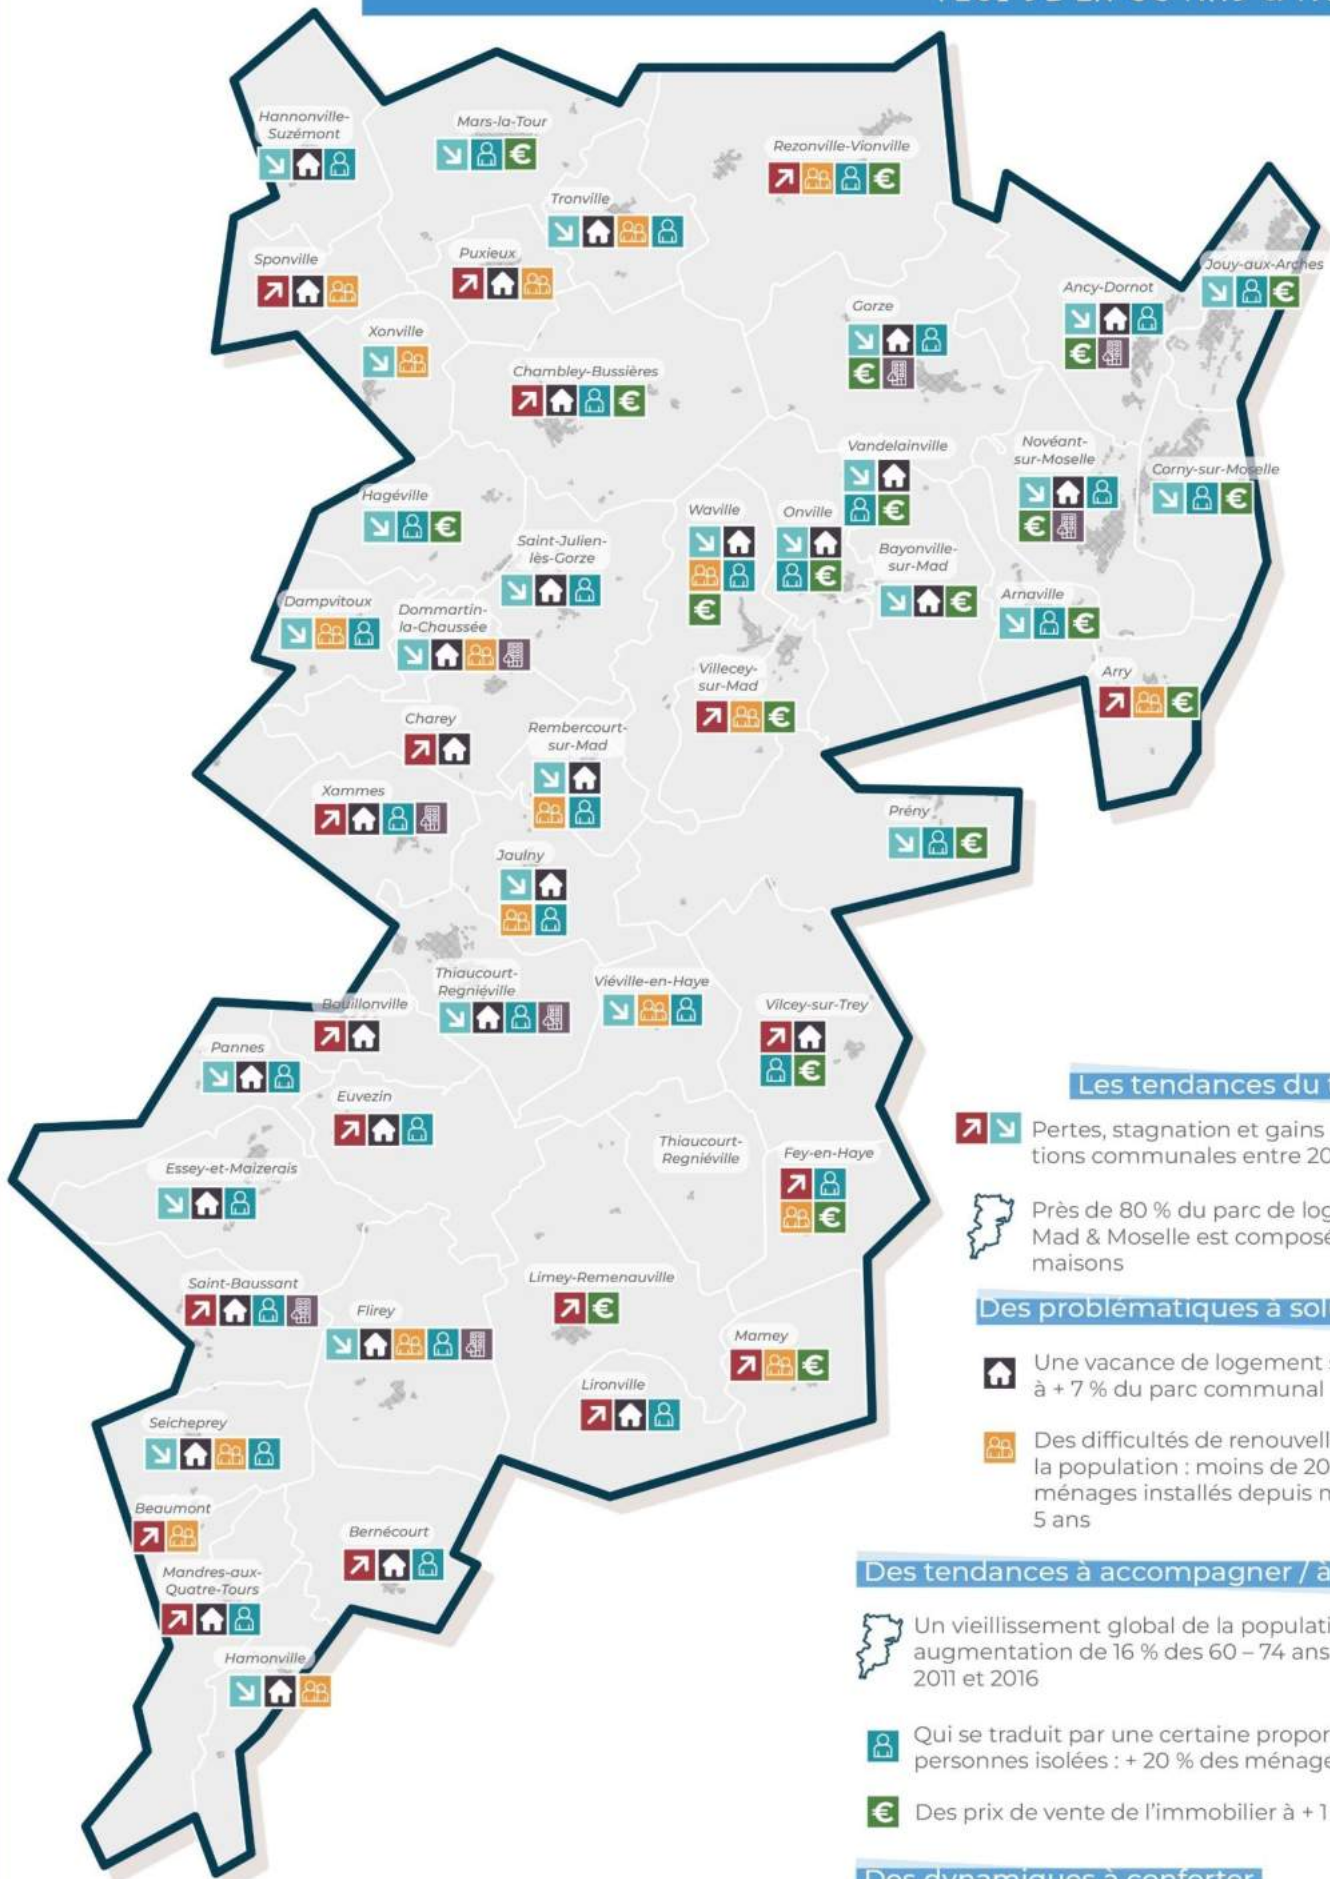 Hannonville-
Suzémont
Mars-la-Tour
€
Rezonville-Vionville
€
Tronville
Sponville
Puxieux
Jouy-aux-Arches
€
Ancy-Dornot
€
Gorze
€
Xonville
Chambley-Bussières
€
Vandelainville
€
Novéant-
sur-Moselle
€
Corny-sur-Moselle
€
Hagéville
€
Waville
€
Onville
€
Saint-Julien-
lès-Gorze
Bayonville-
sur-Mad
€
Arnaville
€
Dampvitoux
Dommartin-
la-Chaussée
Villecey-
sur-Mad
€
Arry
€
Charey
Rembercourt-
sur-Mad
Xammes
Prény
€
Jaulny
Thiaucourt-
Regniéville
Viéville-en-Haye
Vilcey-sur-Trey
€
Bouillonville
Pannes
Euvezin
Thiaucourt-
Regniéville
Fey-en-Haye
€
Essey-et-Maizerais
Saint-Baussant
Flirey
Limey-Remenauville
€
Mamey
€
Lironville
Seicheprey
Beaumont
Bernécourt
Mandres-aux-
Quatre-Tours
Hamonville
Les tendances du
Pertes, stagnation et gains
tions communales entre 20
Près de 80 % du parc de log
Mad & Moselle est composé
maisons
Des problématiques à sol
Une vacance de logement
à + 7 % du parc communal
Des difficultés de renouvell
la population : moins de 20
ménages installés depuis m
5 ans
Des tendances à accompagner / à
Un vieillissement global de la populati
augmentation de 16 % des 60 – 74 ans
2011 et 2016
Qui se traduit par une certaine propor
personnes isolées : + 20 % des ménage
€ Des prix de vente de l'immobilier à + 1
Des dynamiques à conforter